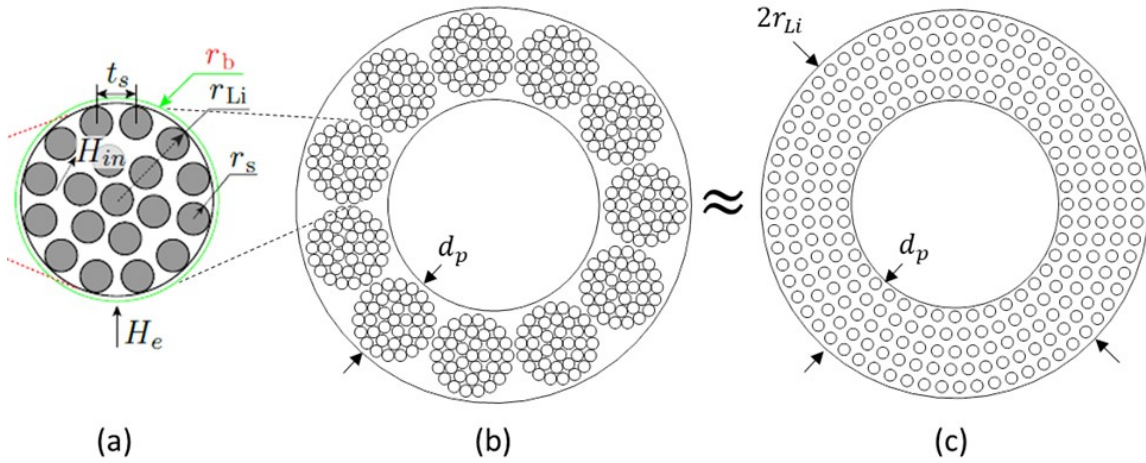 r_b
t_s
r_Li
H_in
r_s
H_e
d_p
≈
2r_Li
d_p
(a)
(b)
(c)